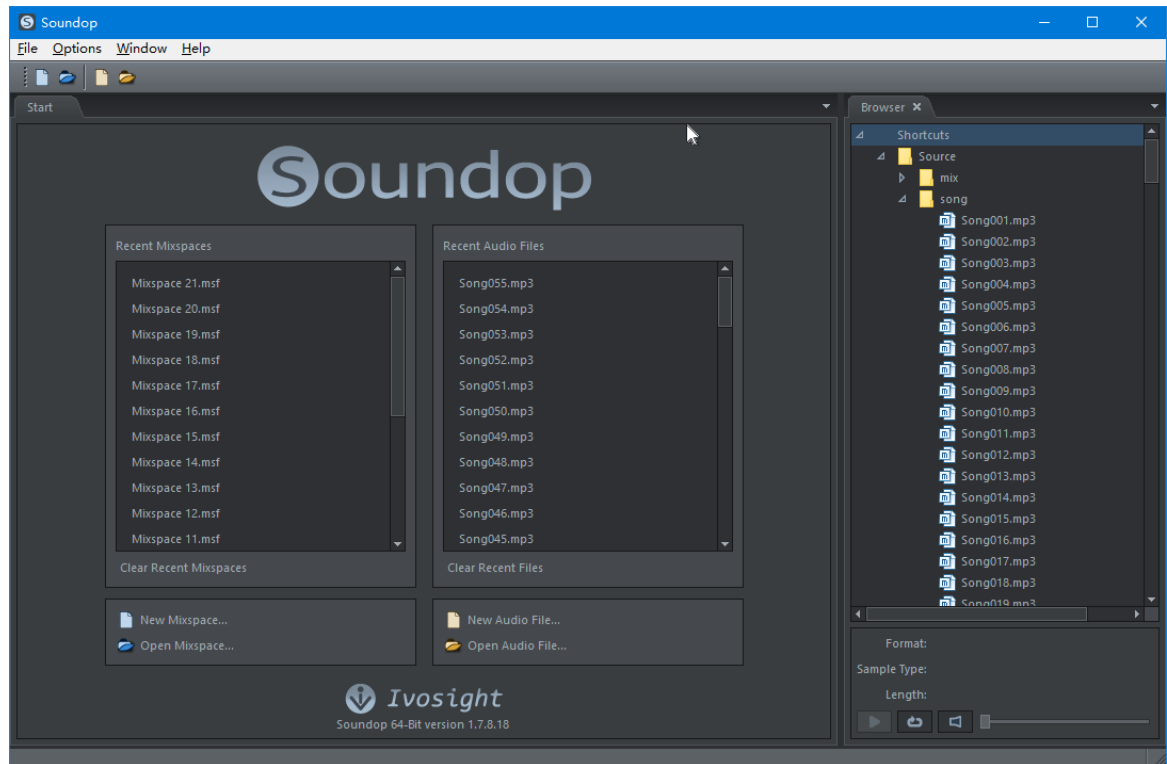 Soundop
File Options Window Help
Start
Browser
Soundop
Recent Mixspaces
Mixspace 21.msf
Mixspace 20.msf
Mixspace 19.msf
Mixspace 18.msf
Mixspace 17.msf
Mixspace 16.msf
Mixspace 15.msf
Mixspace 14.msf
Mixspace 13.msf
Mixspace 12.msf
Mixspace 11.msf
Clear Recent Mixspaces
Recent Audio Files
Song055.mp3
Song054.mp3
Song053.mp3
Song052.mp3
Song051.mp3
Song050.mp3
Song049.mp3
Song048.mp3
Song047.mp3
Song046.mp3
Song045.mp3
Clear Recent Files
New Mixspace...
Open Mixspace...
New Audio File...
Open Audio File...
Ivosight
Soundop 64-Bit version 1.7.8.18
Shortcuts
Source
mix
song
Song001.mp3
Song002.mp3
Song003.mp3
Song004.mp3
Song005.mp3
Song006.mp3
Song007.mp3
Song008.mp3
Song009.mp3
Song010.mp3
Song011.mp3
Song012.mp3
Song013.mp3
Song014.mp3
Song015.mp3
Song016.mp3
Song017.mp3
Song018.mp3
Song019.mp3
Format:
Sample Type:
Length: